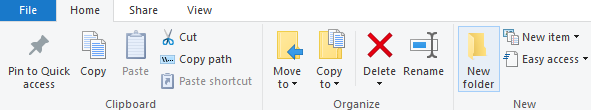 File Home Share View
Pin to Quick access
Copy
Paste
Cut
Copy path
Paste shortcut
Clipboard
Move to
Copy to
Delete
Rename
Organize
New folder
New item
Easy access
New